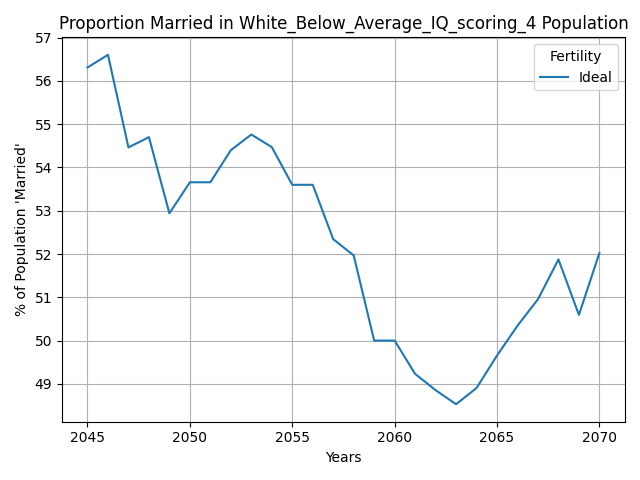 Proportion Married in White_Below_Average_IQ_scoring_4 Population
% of Population 'Married'
57
56
55
54
53
52
51
50
49
Fertility
Ideal
2045 2050 2055 2060 2065 2070
Years